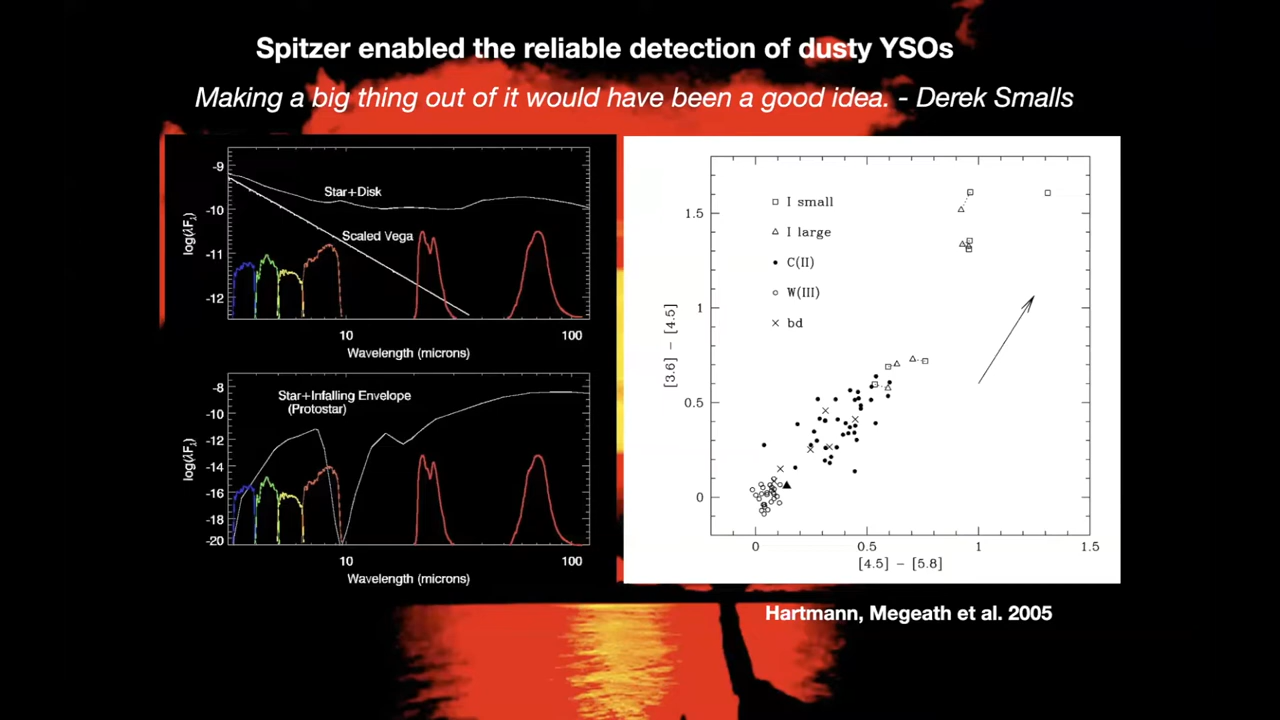 Spitzer enabled the reliable detection of dusty YSOs
Making a big thing out of it would have been a good idea. - Derek Smalls
-9
-10
-11
-12
log(λFλ)
Star+Disk
Scaled Vega
10
100
Wavelength (microns)
-8
-10
-12
-14
-16
-18
-20
log(λFλ)
Star+Infalling Envelope
(Protostar)
10
100
Wavelength (microns)
I small
I large
C(II)
W(III)
bd
1.5
1
0.5
0
[3.6] – [4.5]
0
0.5
1
1.5
[4.5] – [5.8]
Hartmann, Megeath et al. 2005